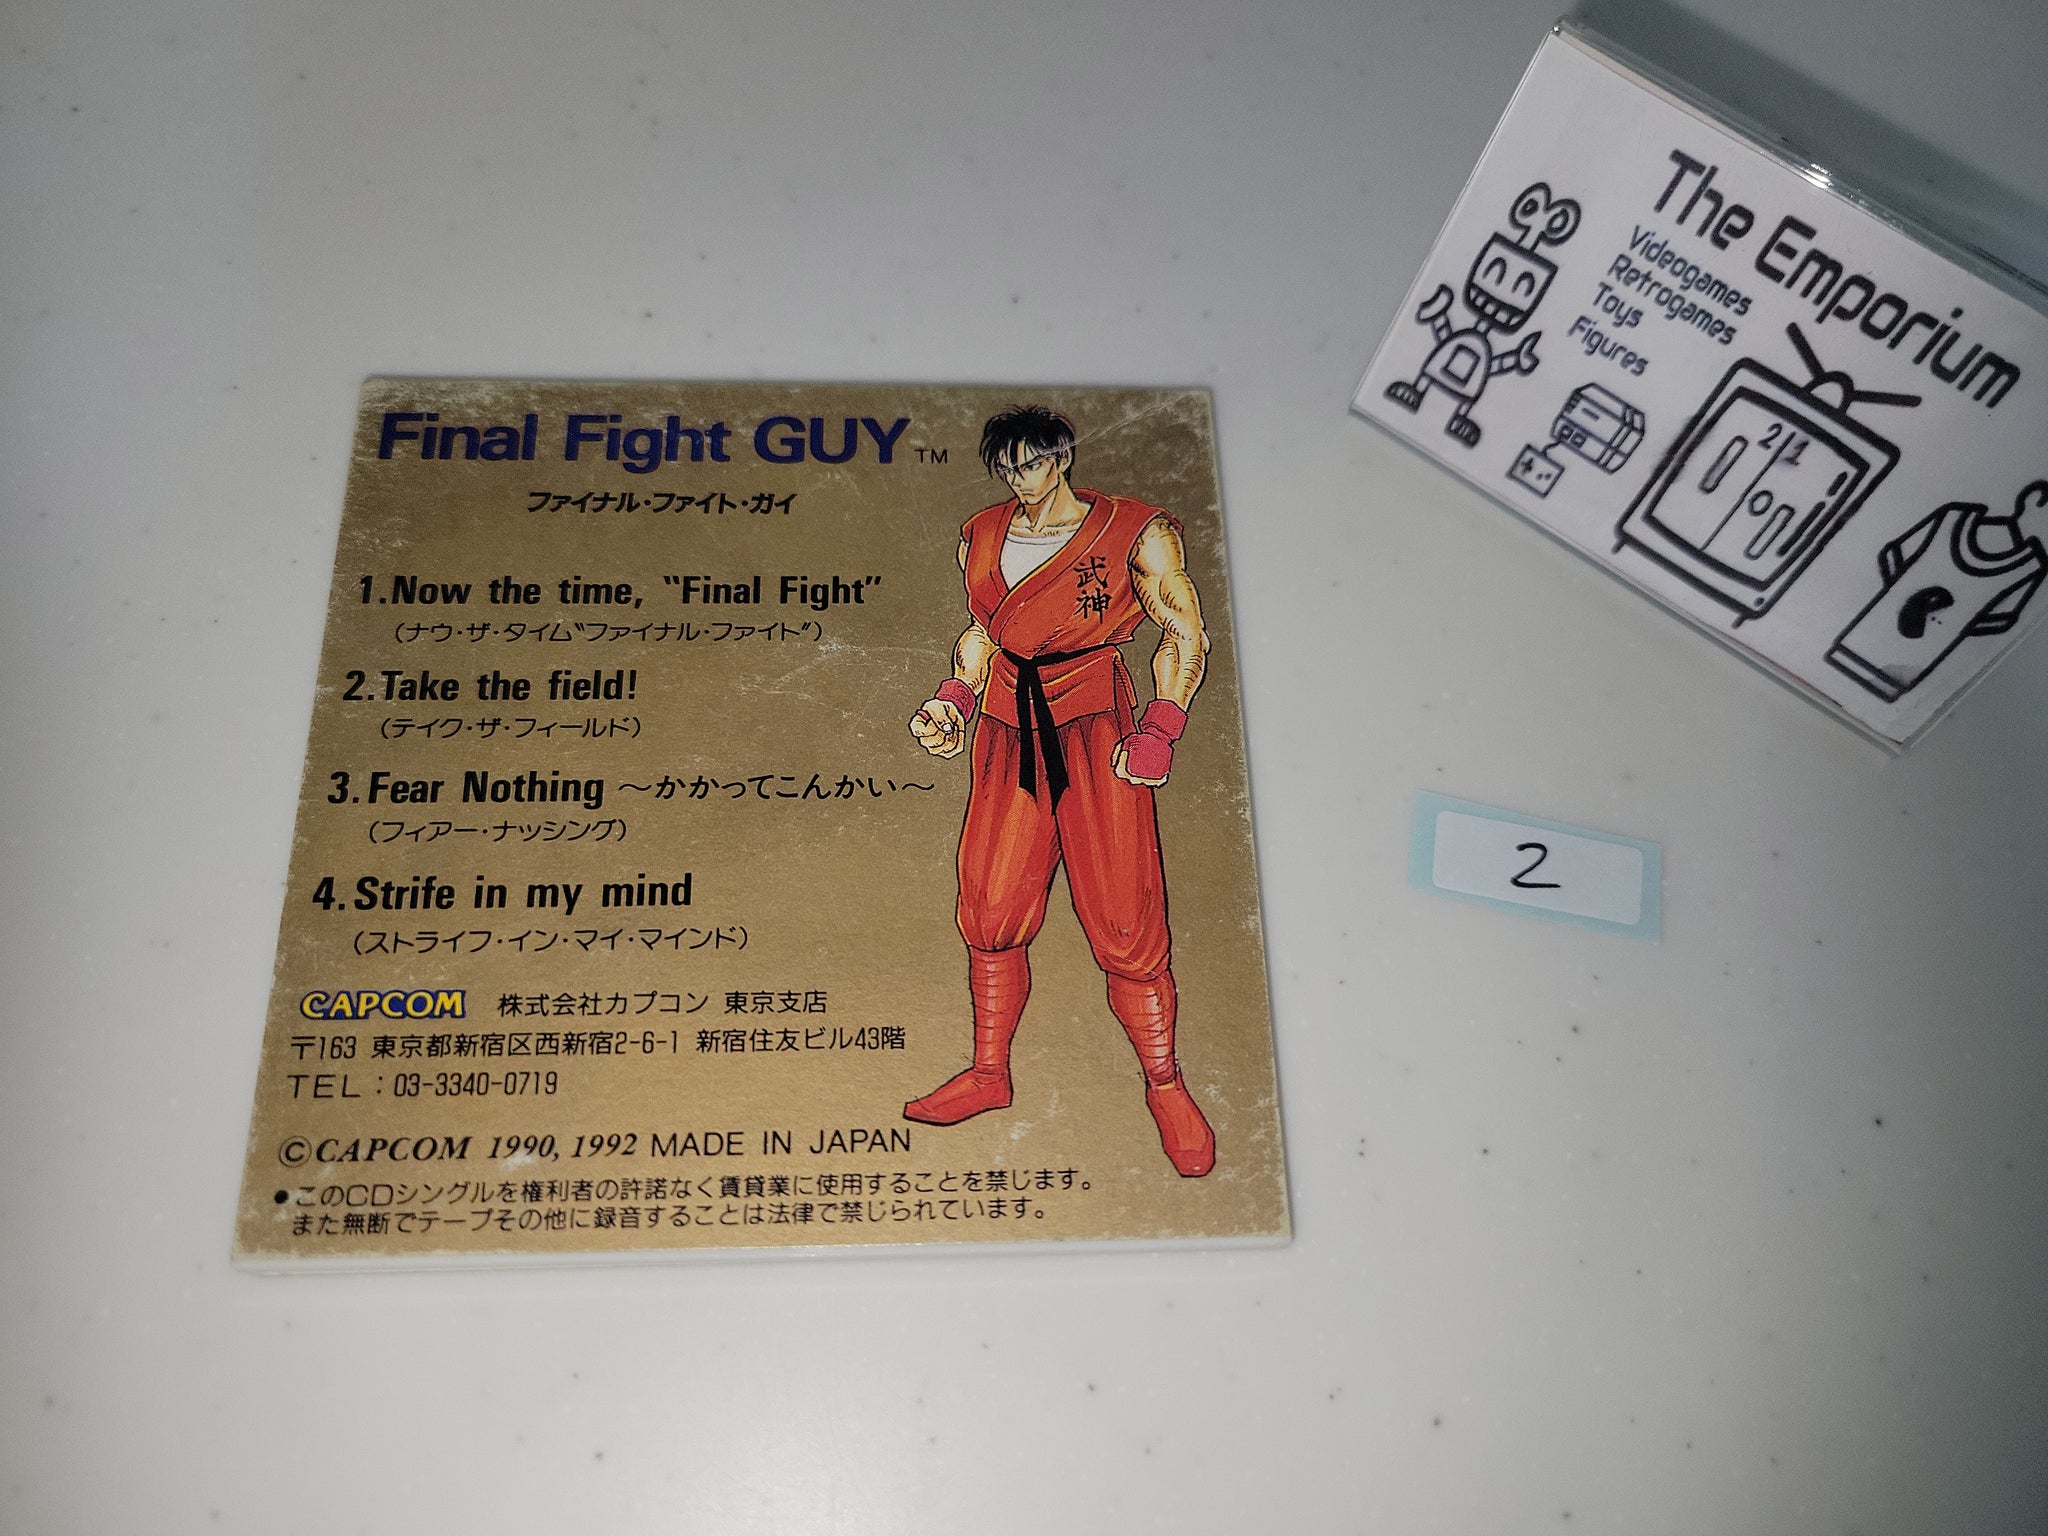 Final Fight GUY™
ファイナル・ファイト・ガイ
1.Now the time, "Final Fight"
(ナウ・ザ・タイム"ファイナル・ファイト")
2.Take the field!
(テイク・ザ・フィールド)
3.Fear Nothing ～かかってこんかい～
(フィアー・ナッシング)
4.Strife in my mind
(ストライフ・イン・マイ・マインド)
CAPCOM 株式会社カプコン 東京支店
〒163 東京都新宿区西新宿2-6-1 新宿住友ビル43階
TEL：03-3340-0719
©CAPCOM 1990, 1992 MADE IN JAPAN
●このCDシングルを権利者の許諾なく賃貸業に使用することを禁じます。
また無断でテープその他に録音することは法律で禁じられています。
武神
The Emporium
Videogames
Retrogames
Toys
Figures
2|1
2